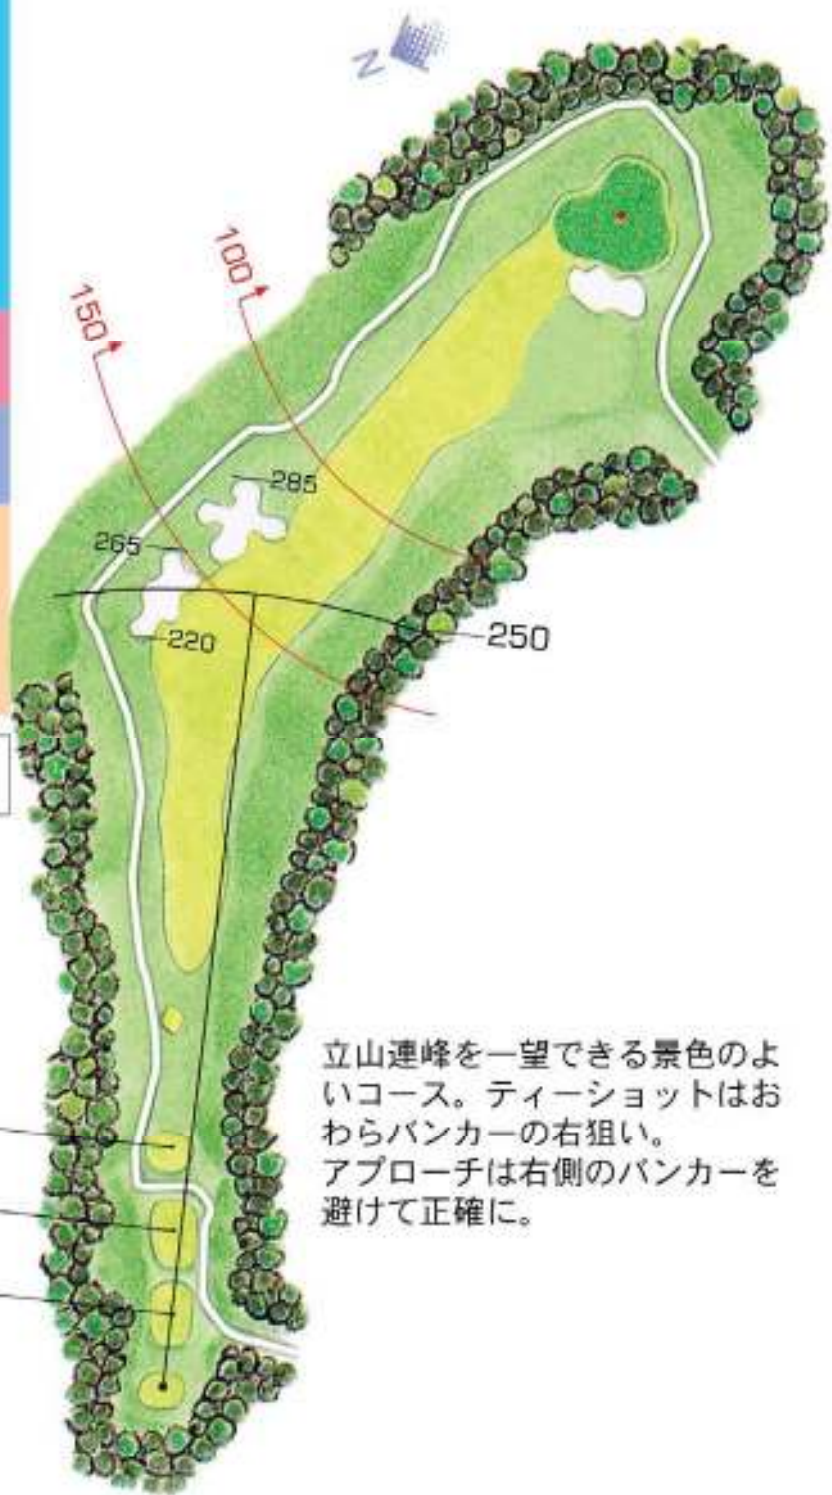 N
100
150
285
265
220
250
立山連峰を一望できる景色のよ
いコース。ティーショットはお
わらバンカーの右狙い。
アプローチは右側のバンカーを
避けて正確に。